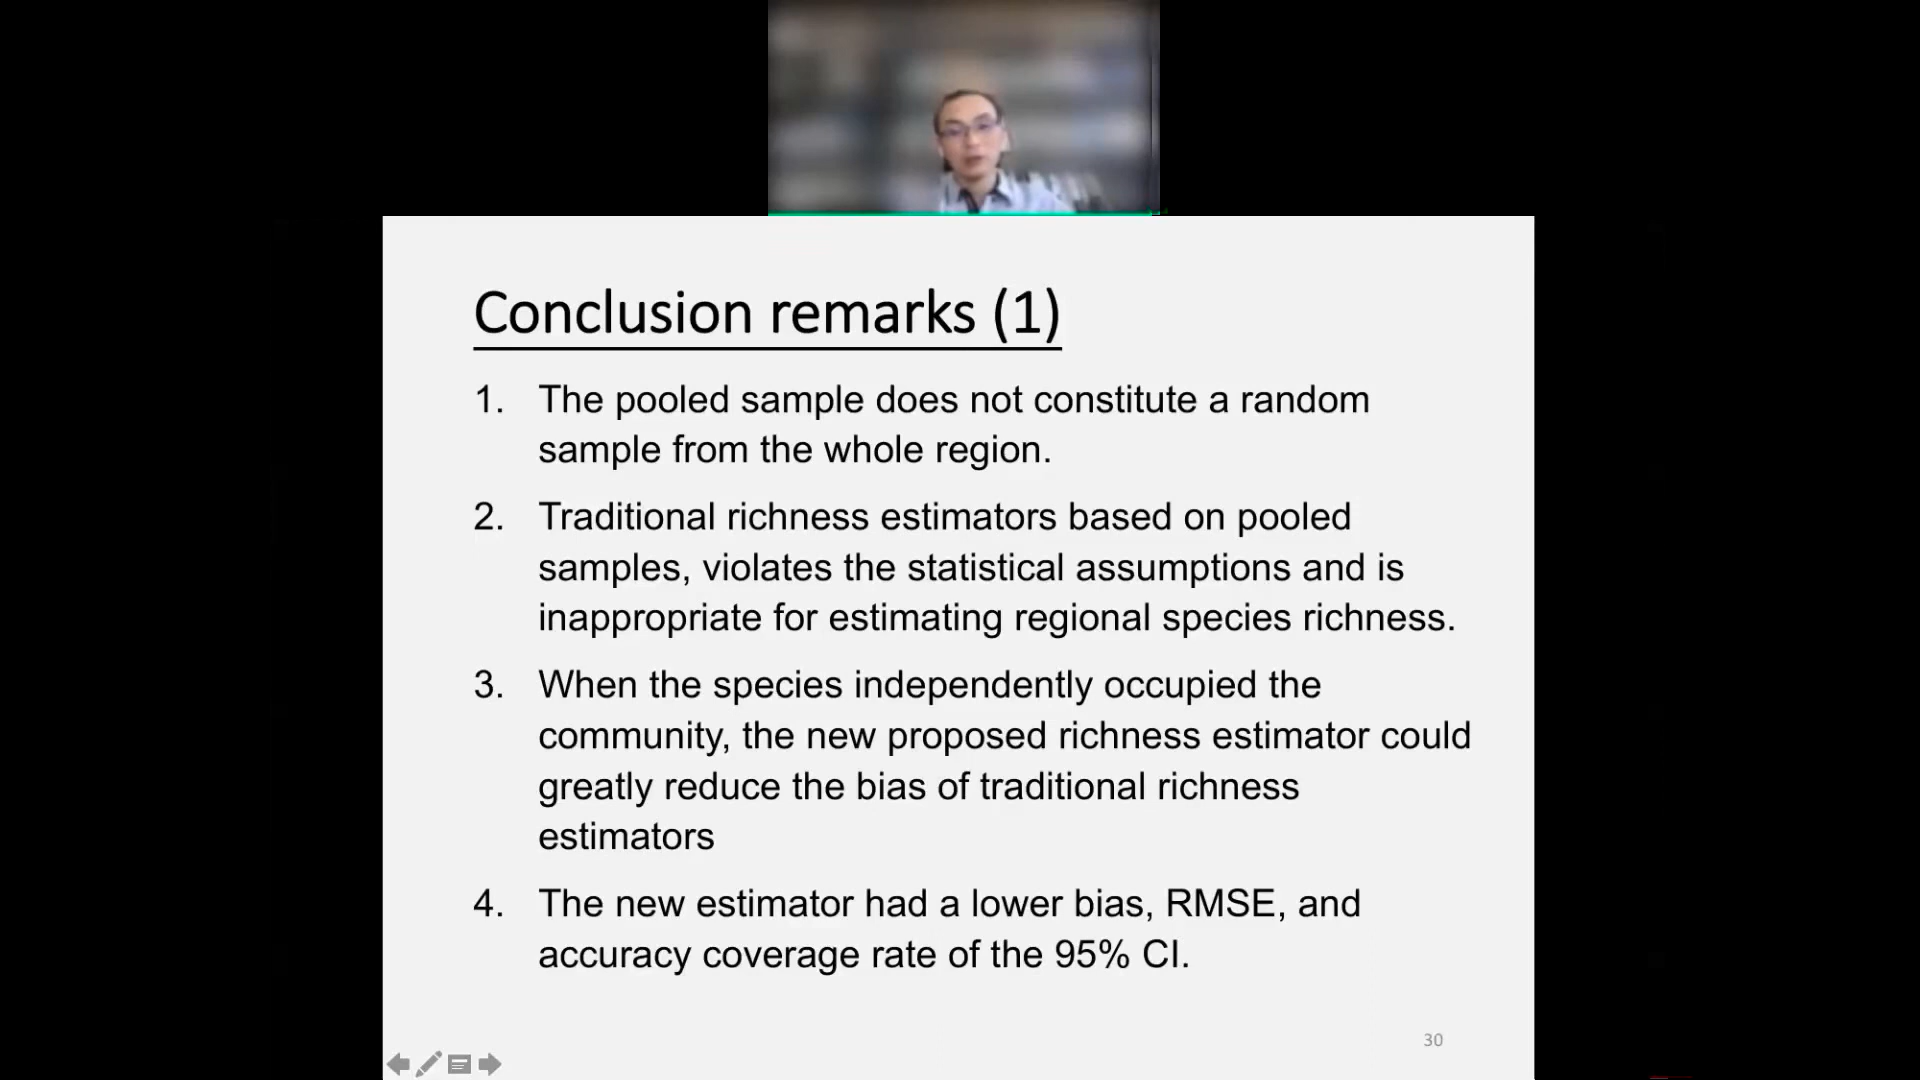 Conclusion remarks (1)
1. The pooled sample does not constitute a random
sample from the whole region.
2. Traditional richness estimators based on pooled
samples, violates the statistical assumptions and is
inappropriate for estimating regional species richness.
3. When the species independently occupied the
community, the new proposed richness estimator could
greatly reduce the bias of traditional richness
estimators
4. The new estimator had a lower bias, RMSE, and
accuracy coverage rate of the 95% CI.
30